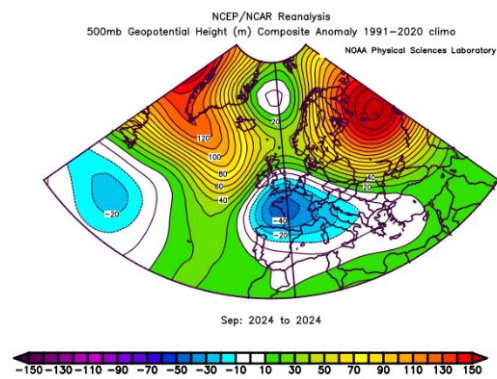 NCEP/NCAR Reanalysis
500mb Geopotential Height (m) Composite Anomaly 1991-2020 climo
NOAA Physical Sciences Laboratory
20
120
100
80
60
40
40
20
-20
-40
-20
Sep: 2024 to 2024
-150 -130 -110 -90 -70 -50 -30 -10 10 30 50 70 90 110 130 150